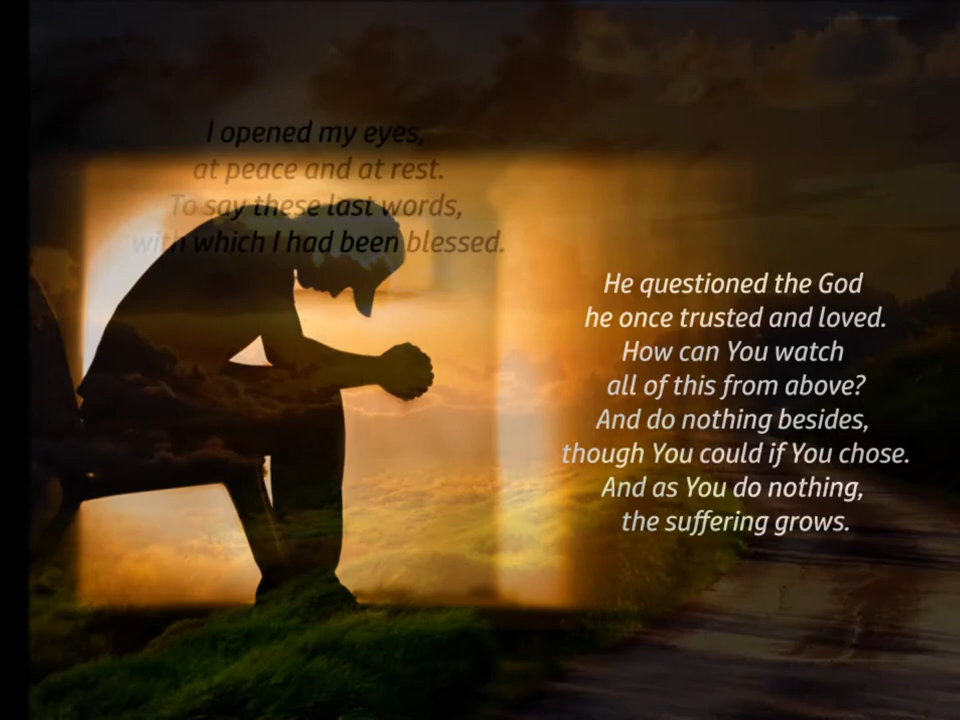 I opened my eyes,
at peace and at rest.
To say these last words,
with which I had been blessed.
He questioned the God
he once trusted and loved.
How can You watch
all of this from above?
And do nothing besides,
though You could if You chose.
And as You do nothing,
the suffering grows.